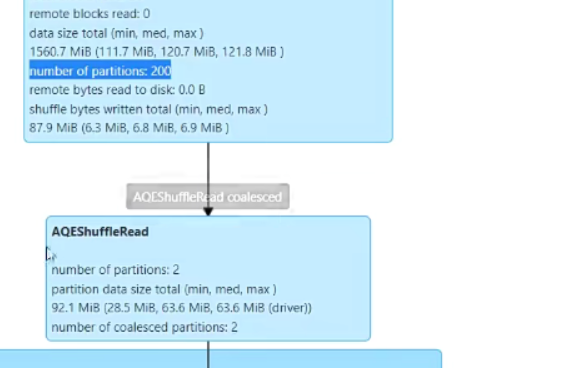 remote blocks read: 0
data size total (min, med, max )
1560.7 MiB (111.7 MiB, 120.7 MiB, 121.8 MiB )
number of partitions: 200
remote bytes read to disk: 0.0 B
shuffle bytes written total (min, med, max )
87.9 MiB (6.3 MiB, 6.8 MiB, 6.9 MiB )
AQEShuffleRead coalesced
AQEShuffleRead
number of partitions: 2
partition data size total (min, med, max )
92.1 MiB (28.5 MiB, 63.6 MiB, 63.6 MiB (driver))
number of coalesced partitions: 2